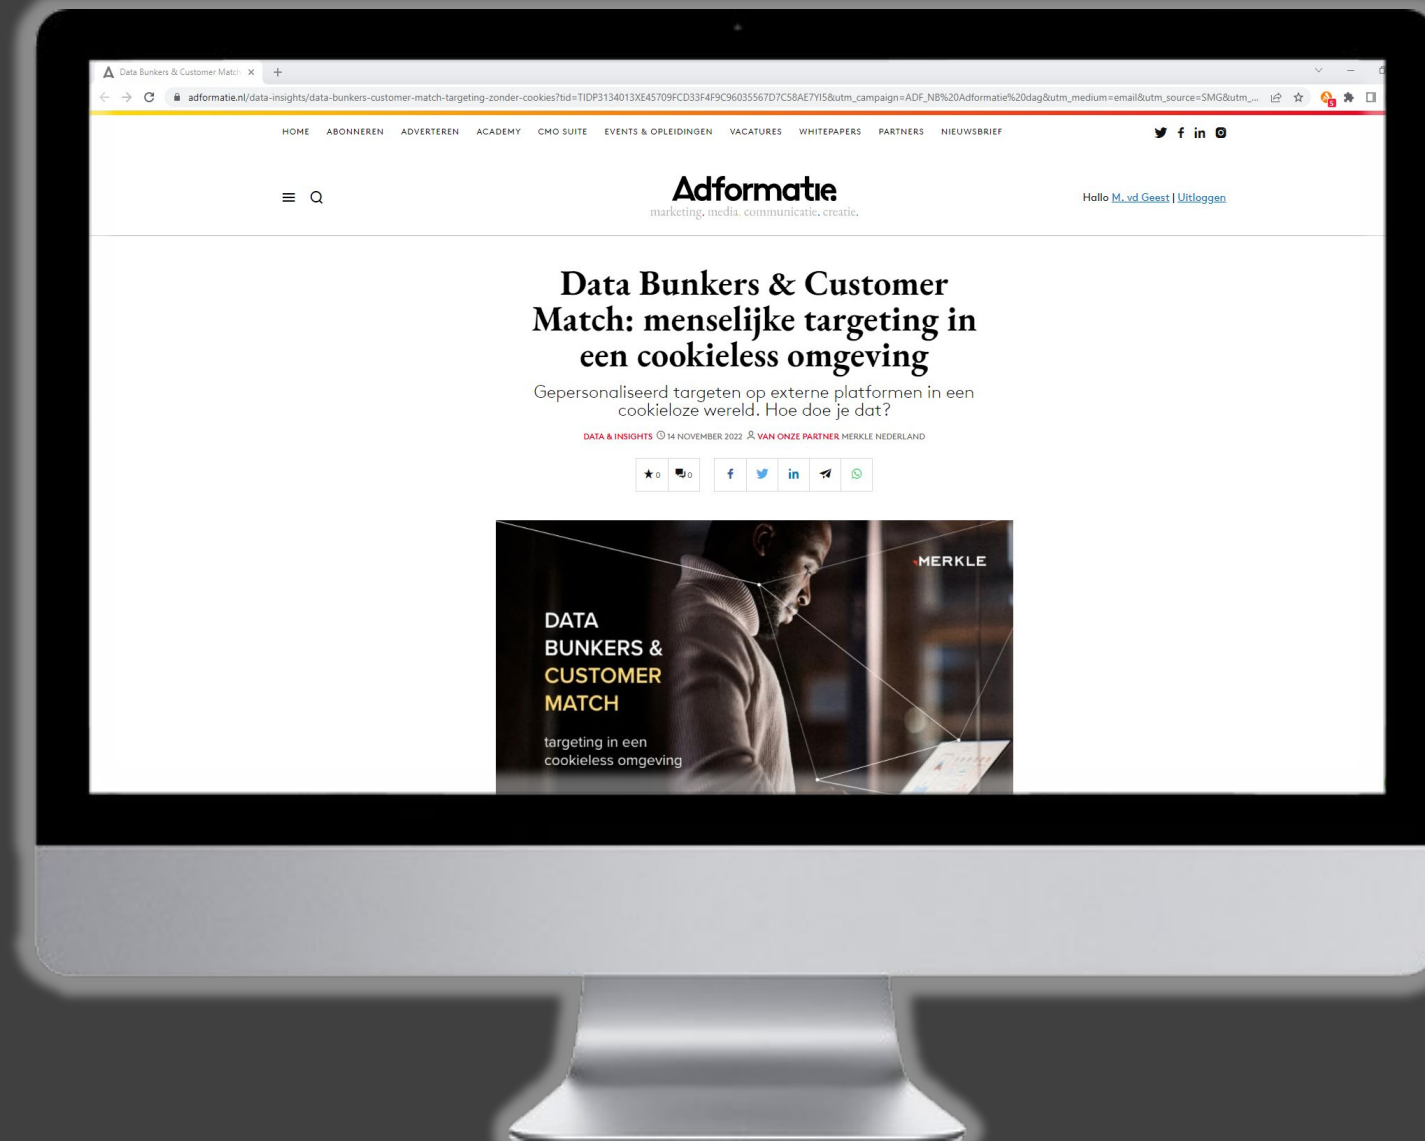 Data Bunkers & Customer Match
adformatie.nl/data-insights/data-bunkers-customer-match-targeting-zonder-cookies?tid=TIDP3134013XE45709FCD33F4F9C96035567D7C58AE7YI5&utm_campaign=ADF_NB%20Adformatie%20dag&utm_medium=email&utm_source=SMG&utm_...
5
HOME ABONNEREN ADVERTEREN ACADEMY CMO SUITE EVENTS & OPLEIDINGEN VACATURES WHITEPAPERS PARTNERS NIEUWSBRIEF
Adformatie
marketing. media. communicatie. creatie.
Hallo M. vd Geest | Uitloggen
Data Bunkers & Customer
Match: menselijke targeting in
een cookieless omgeving
Gepersonaliseerd targeten op externe platformen in een
cookieloze wereld. Hoe doe je dat?
DATA & INSIGHTS 14 NOVEMBER 2022 VAN ONZE PARTNER MERKLE NEDERLAND
0 0
MERKLE
DATA
BUNKERS &
CUSTOMER
MATCH
targeting in een
cookieless omgeving